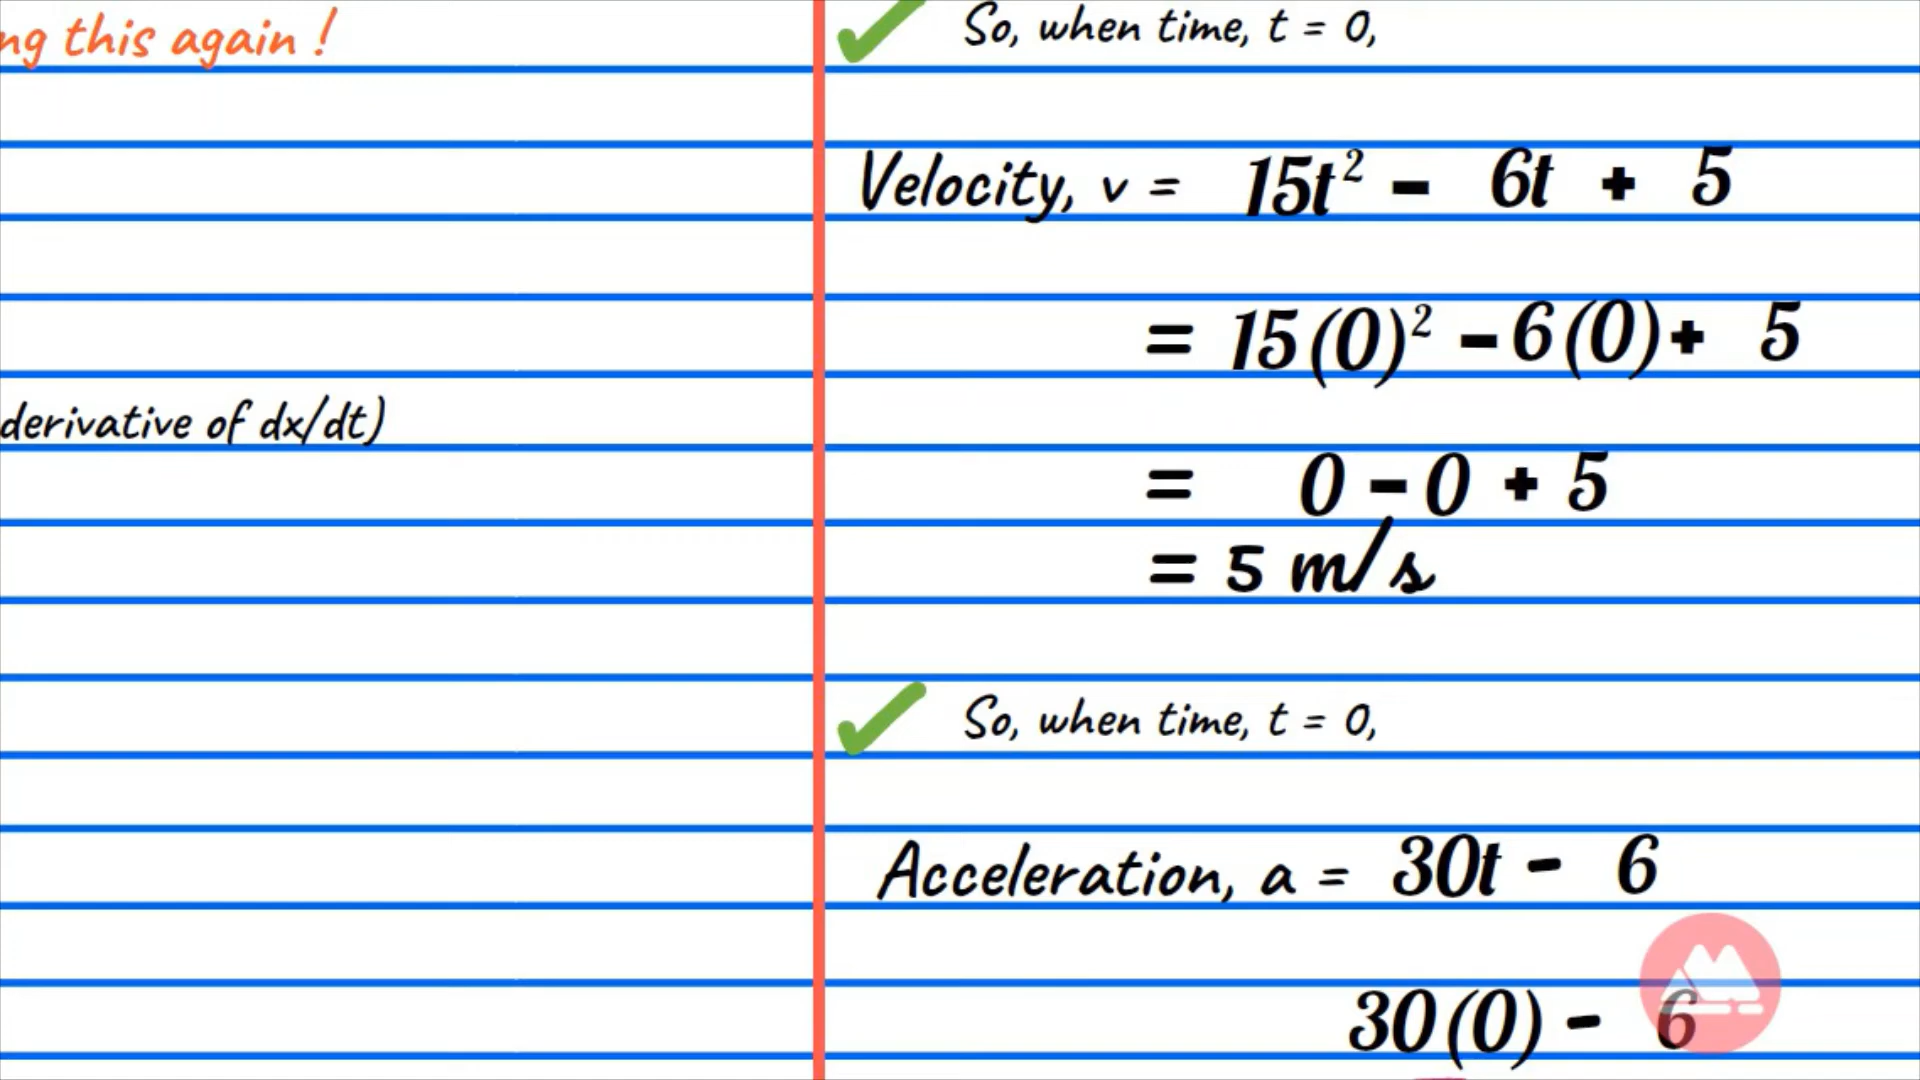 ng this again !
derivative of dx/dt)
So, when time, t = 0,
Velocity, v = 15t² - 6t + 5
= 15(0)² - 6(0) + 5
= 0 - 0 + 5
= 5 m/s
So, when time, t = 0,
Acceleration, a = 30t - 6
30(0) - 6